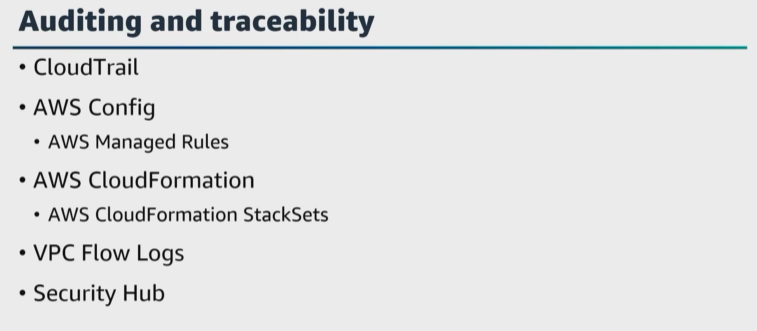 Auditing and traceability
• CloudTrail
• AWS Config
• AWS Managed Rules
• AWS CloudFormation
• AWS CloudFormation StackSets
• VPC Flow Logs
• Security Hub